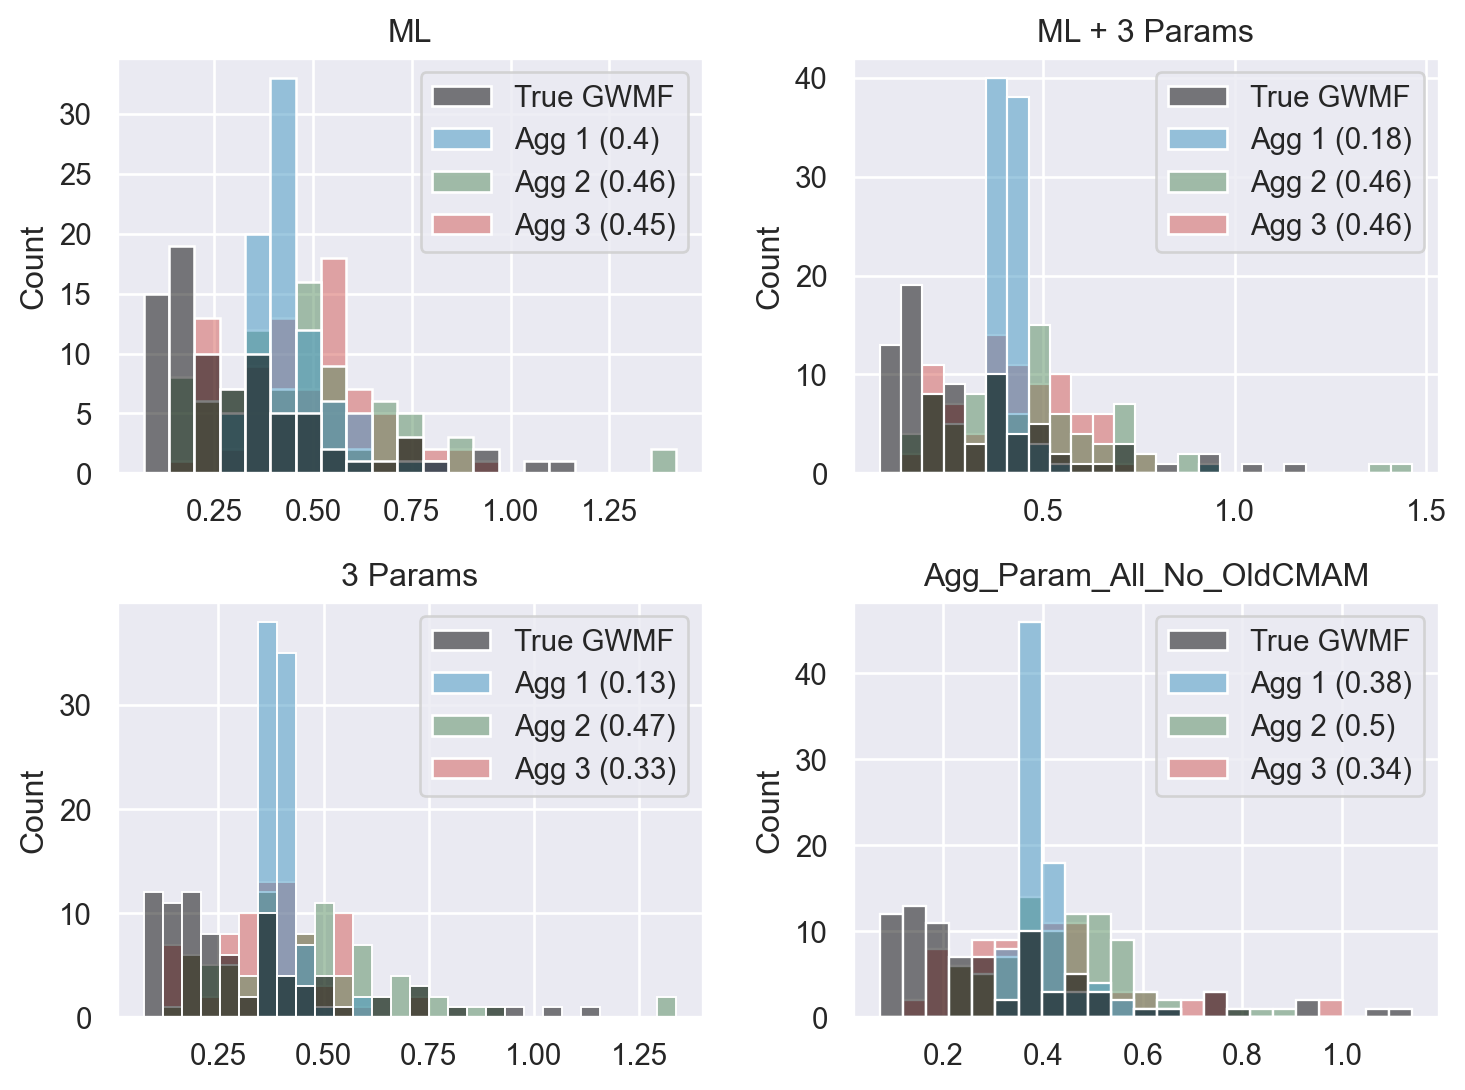 ML
Count
30
25
20
15
10
5
0
0.25 0.50 0.75 1.00 1.25
True GWMF
Agg 1 (0.4)
Agg 2 (0.46)
Agg 3 (0.45)
ML + 3 Params
Count
40
30
20
10
0
0.5 1.0 1.5
True GWMF
Agg 1 (0.18)
Agg 2 (0.46)
Agg 3 (0.46)
3 Params
Count
30
20
10
0
0.25 0.50 0.75 1.00 1.25
True GWMF
Agg 1 (0.13)
Agg 2 (0.47)
Agg 3 (0.33)
Agg_Param_All_No_OldCMAM
Count
40
30
20
10
0
0.2 0.4 0.6 0.8 1.0
True GWMF
Agg 1 (0.38)
Agg 2 (0.5)
Agg 3 (0.34)